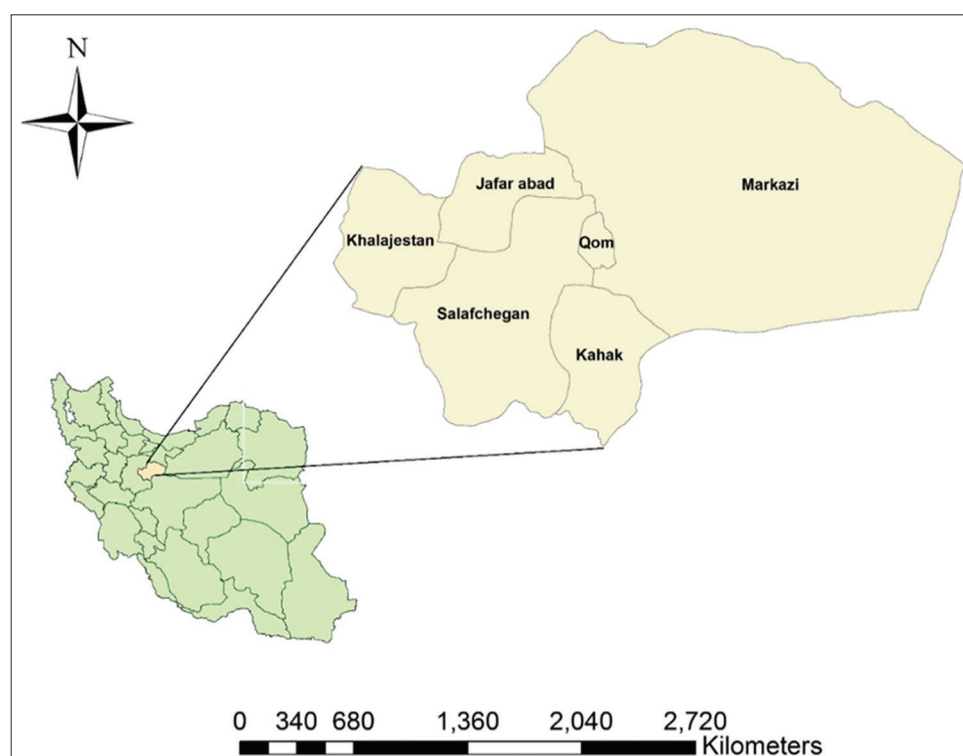 N
Jafar abad
Markazi
Khalajestan
Qom
Salafchegan
Kahak
0 340 680 1,360 2,040 2,720
Kilometers